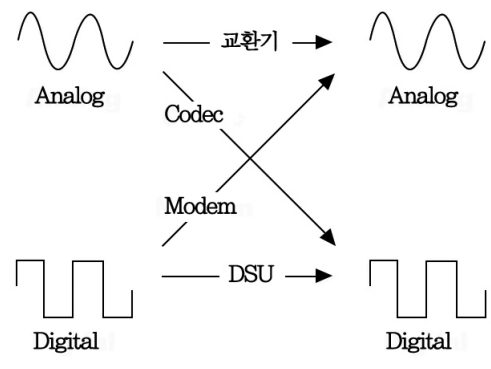 교환기
Analog
Analog
Codec
Modem
DSU
Digital
Digital